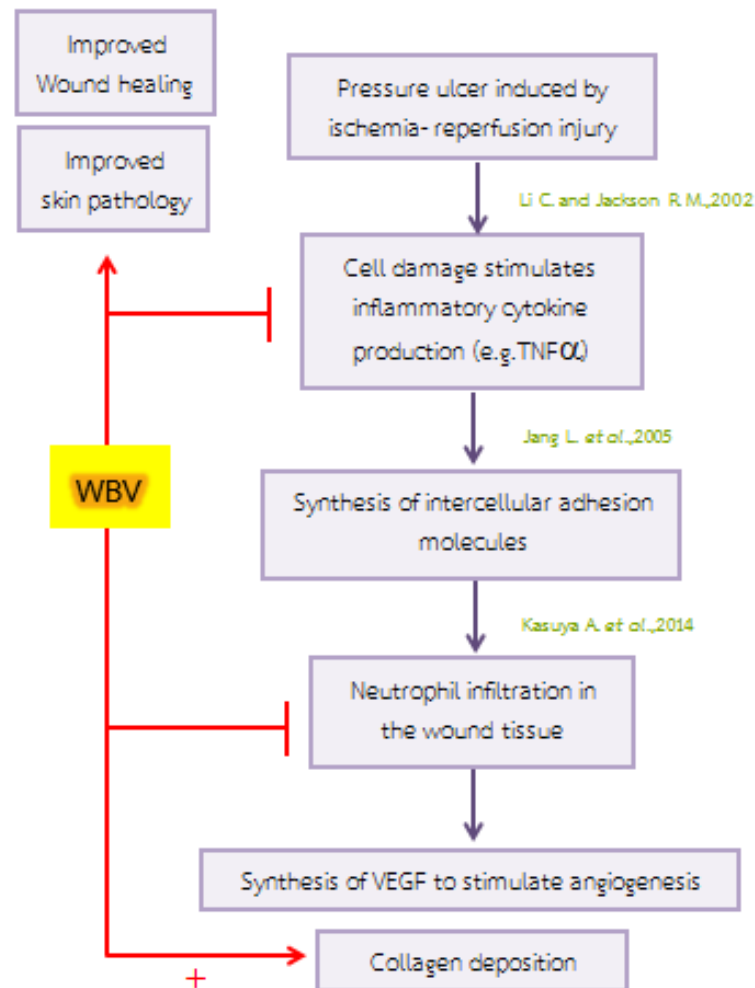 Improved
Wound healing
Improved
skin pathology
Pressure ulcer induced by
ischemia- reperfusion injury
Li C. and Jackson R M.,2002
Cell damage stimulates
inflammatory cytokine
production (e.g.TNFα)
Jang L. et al.,2005
WBV
Synthesis of intercellular adhesion
molecules
Kasuya A. et al.,2014
Neutrophil infiltration in
the wound tissue
Synthesis of VEGF to stimulate angiogenesis
Collagen deposition
+